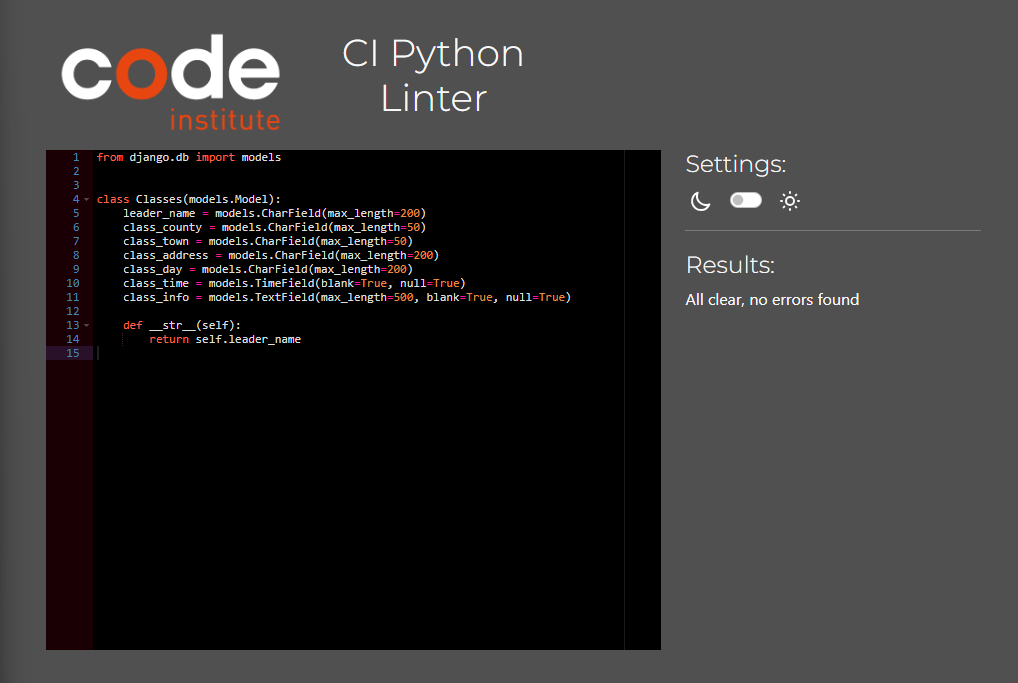 code
institute
CI Python
Linter
1 from django.db import models
2
3
4 class Classes(models.Model):
5     leader_name = models.CharField(max_length=200)
6     class_county = models.CharField(max_length=50)
7     class_town = models.CharField(max_length=50)
8     class_address = models.CharField(max_length=200)
9     class_day = models.CharField(max_length=200)
10     class_time = models.TimeField(blank=True, null=True)
11     class_info = models.TextField(max_length=500, blank=True, null=True)
12
13     def __str__(self):
14         return self.leader_name
15
Settings:
Results:
All clear, no errors found